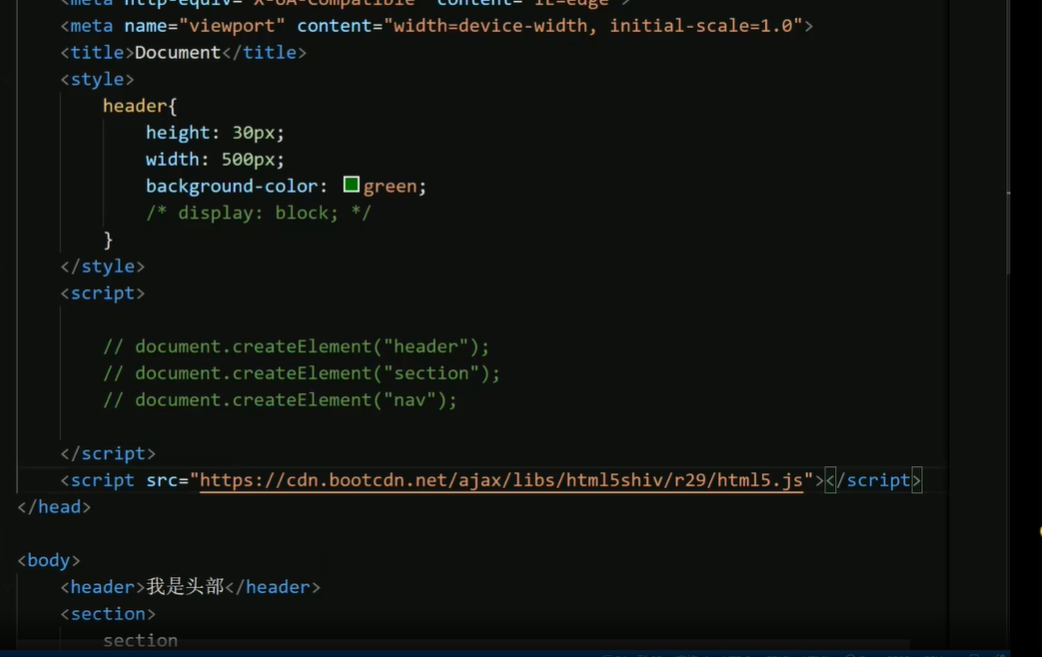 <meta http-equiv="X-UA-Compatible" content="IE=edge">
<meta name="viewport" content="width=device-width, initial-scale=1.0">
<title>Document</title>
<style>
header{
height: 30px;
width: 500px;
background-color: green;
/* display: block; */
}
</style>
<script>
// document.createElement("header");
// document.createElement("section");
// document.createElement("nav");
</script>
<script src="https://cdn.bootcdn.net/ajax/libs/html5shiv/r29/html5.js"></script>
</head>
<body>
<header>我是头部</header>
<section>
section